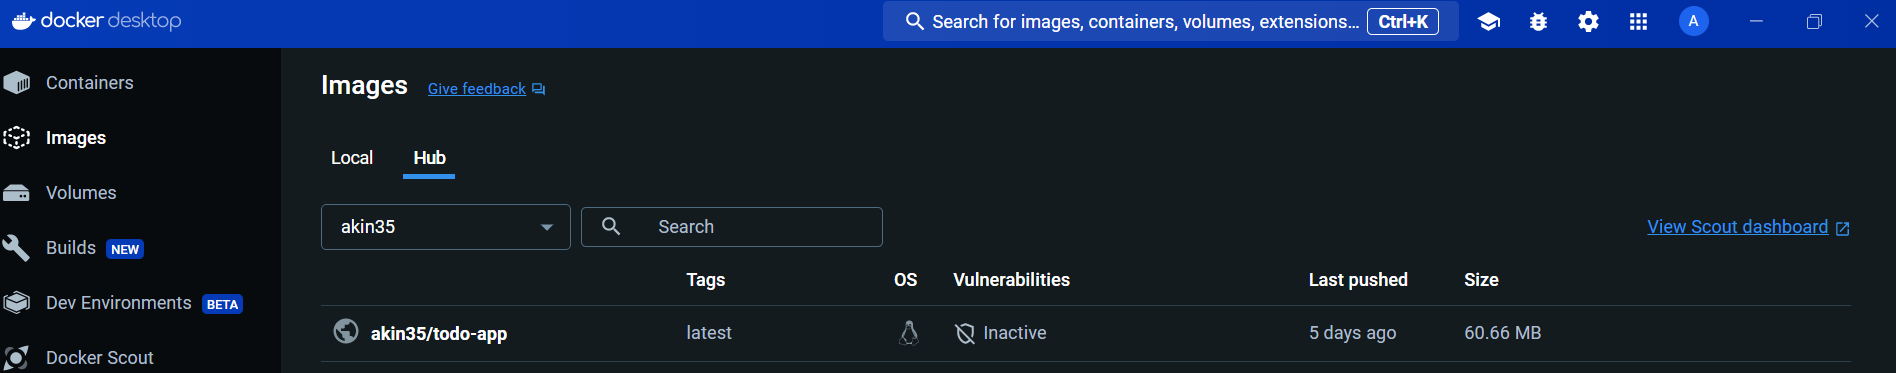 docker desktop
Search for images, containers, volumes, extensions... Ctrl+K
A
Containers
Images
Volumes
Builds NEW
Dev Environments BETA
Docker Scout
Images Give feedback
Local Hub
akin35 Search View Scout dashboard
Tags OS Vulnerabilities Last pushed Size
akin35/todo-app latest Inactive 5 days ago 60.66 MB